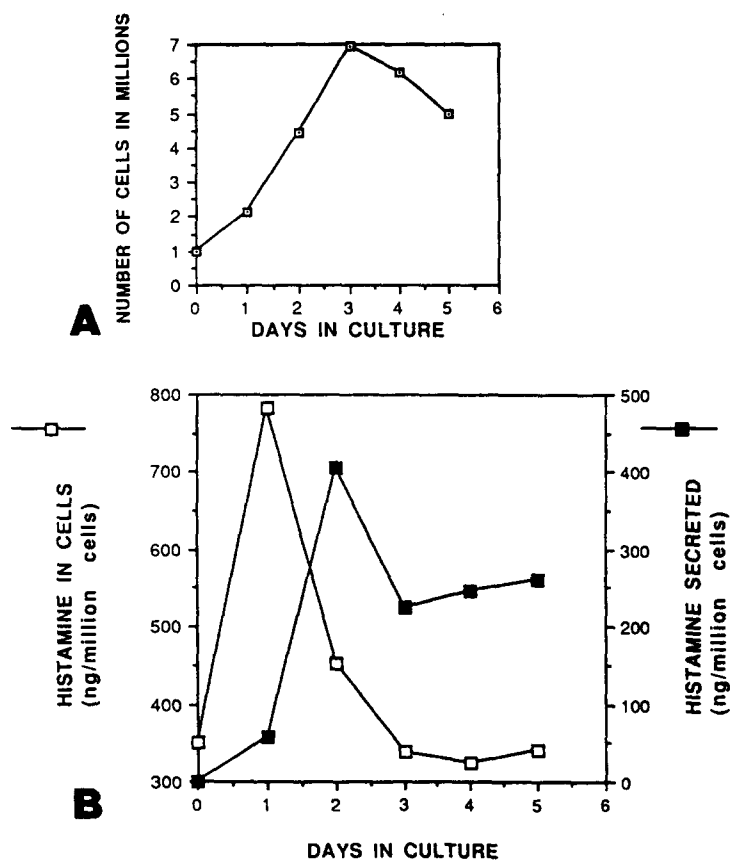 NUMBER OF CELLS IN MILLIONS
7
6
5
4
3
2
1
0
0 1 2 3 4 5 6
DAYS IN CULTURE
A
HISTAMINE IN CELLS
(ng/million cells)
800
700
600
500
400
300
500
400
300
200
100
0
HISTAMINE SECRETED
(ng/million cells)
0 1 2 3 4 5 6
B
DAYS IN CULTURE